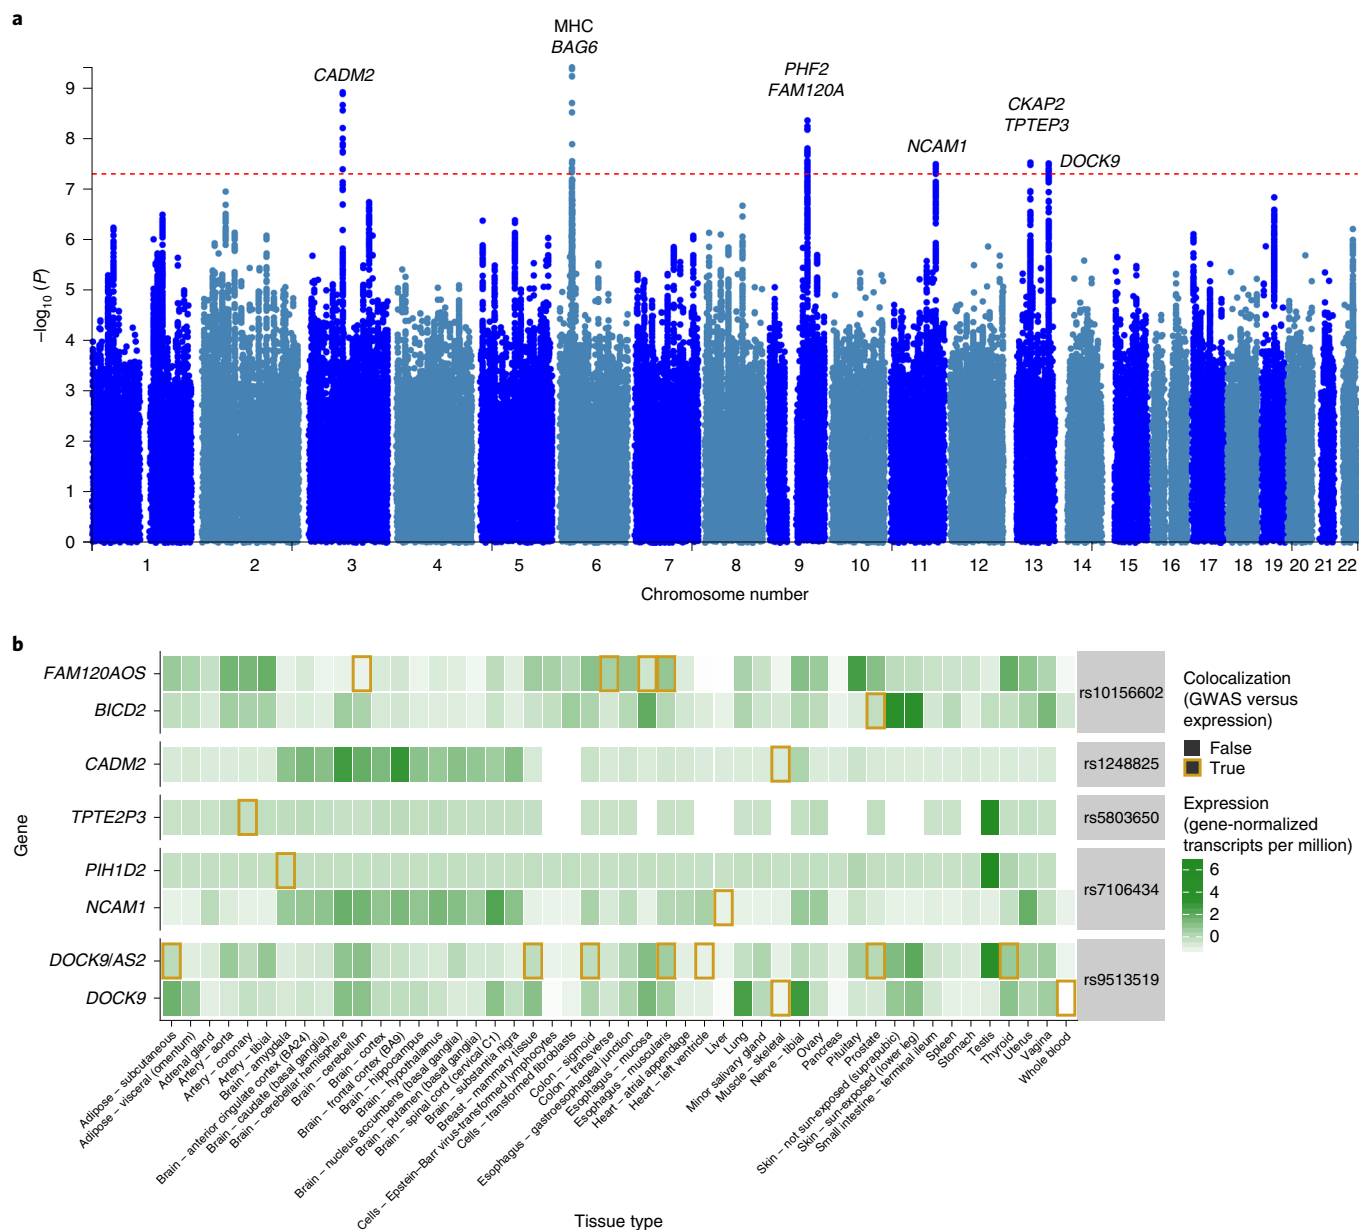 a
MHC
BAG6
CADM2
PHF2
FAM120A
CKAP2
TPTEP3
NCAM1
DOCK9
9
8
7
6
5
4
3
2
1
0
–log10 (P)
1 2 3 4 5 6 7 8 9 10 11 12 13 14 15 16 17 18 19 20 21 22
Chromosome number
b
FAM120AOS
BICD2
CADM2
TPTE2P3
PIH1D2
NCAM1
DOCK9/AS2
DOCK9
Gene
rs10156602
rs1248825
rs5803650
rs7106434
rs9513519
Colocalization
(GWAS versus
expression)
False
True
Expression
(gene-normalized
transcripts per million)
6
4
2
0
Adipose – subcutaneous
Adipose – visceral (omentum)
Adrenal gland
Artery – aorta
Artery – coronary
Artery – tibial
Brain – amygdala
Brain – anterior cingulate cortex (BA24)
Brain – caudate (basal ganglia)
Brain – cerebellar hemisphere
Brain – cerebellum
Brain – cortex
Brain – frontal cortex (BA9)
Brain – hippocampus
Brain – hypothalamus
Brain – nucleus accumbens (basal ganglia)
Brain – putamen (basal ganglia)
Brain – spinal cord (cervical C1)
Brain – substantia nigra
Breast – mammary tissue
Cells – Epstein–Barr virus-transformed lymphocytes
Cells – transformed fibroblasts
Colon – sigmoid
Colon – transverse
Esophagus – gastroesophageal junction
Esophagus – mucosa
Esophagus – muscularis
Heart – atrial appendage
Heart – left ventricle
Liver
Lung
Minor salivary gland
Muscle – skeletal
Nerve – tibial
Ovary
Pancreas
Pituitary
Prostate
Skin – not sun-exposed (suprapubic)
Skin – sun-exposed (lower leg)
Small intestine – terminal ileum
Spleen
Stomach
Testis
Thyroid
Uterus
Vagina
Whole blood
Tissue type